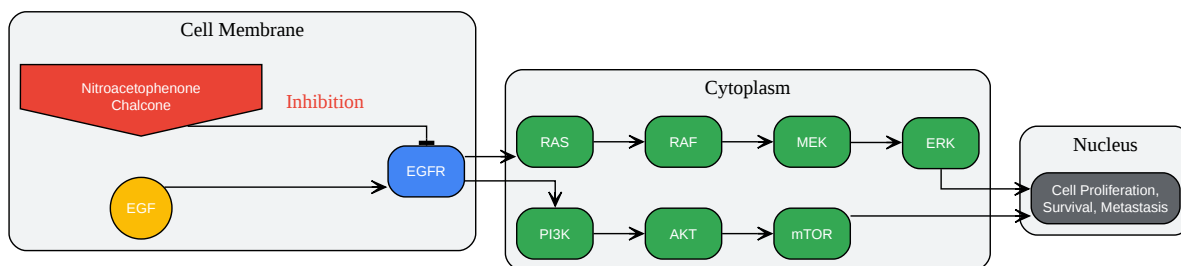 Cell Membrane
Nitroacetophenone
Chalcone
Inhibition
EGFR
EGF
Cytoplasm
RAS
RAF
MEK
ERK
PI3K
AKT
mTOR
Nucleus
Cell Proliferation,
Survival, Metastasis